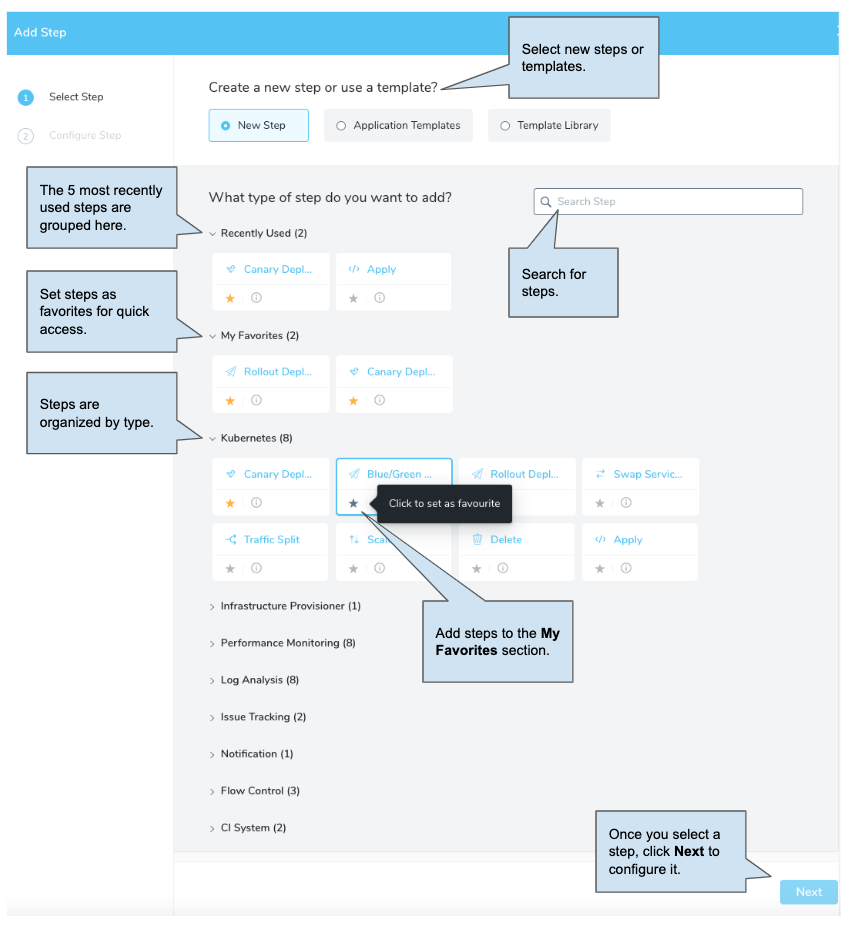 Add Step
Select new steps or
templates.
1 Select Step
2 Configure Step
Create a new step or use a template?
New Step
Application Templates
Template Library
The 5 most recently
used steps are
grouped here.
What type of step do you want to add?
Search Step
Recently Used (2)
Canary Depl...
Apply
Search for
steps.
Set steps as
favorites for quick
access.
My Favorites (2)
Rollout Depl...
Canary Depl...
Steps are
organized by type.
Kubernetes (8)
Canary Depl...
Blue/Green ...
Rollout Depl...
Swap Servic...
Click to set as favourite
Traffic Split
Delete
Apply
Add steps to the My
Favorites section.
Infrastructure Provisioner (1)
Performance Monitoring (8)
Log Analysis (8)
Issue Tracking (2)
Notification (1)
Flow Control (3)
CI System (2)
Once you select a
step, click Next to
configure it.
Next